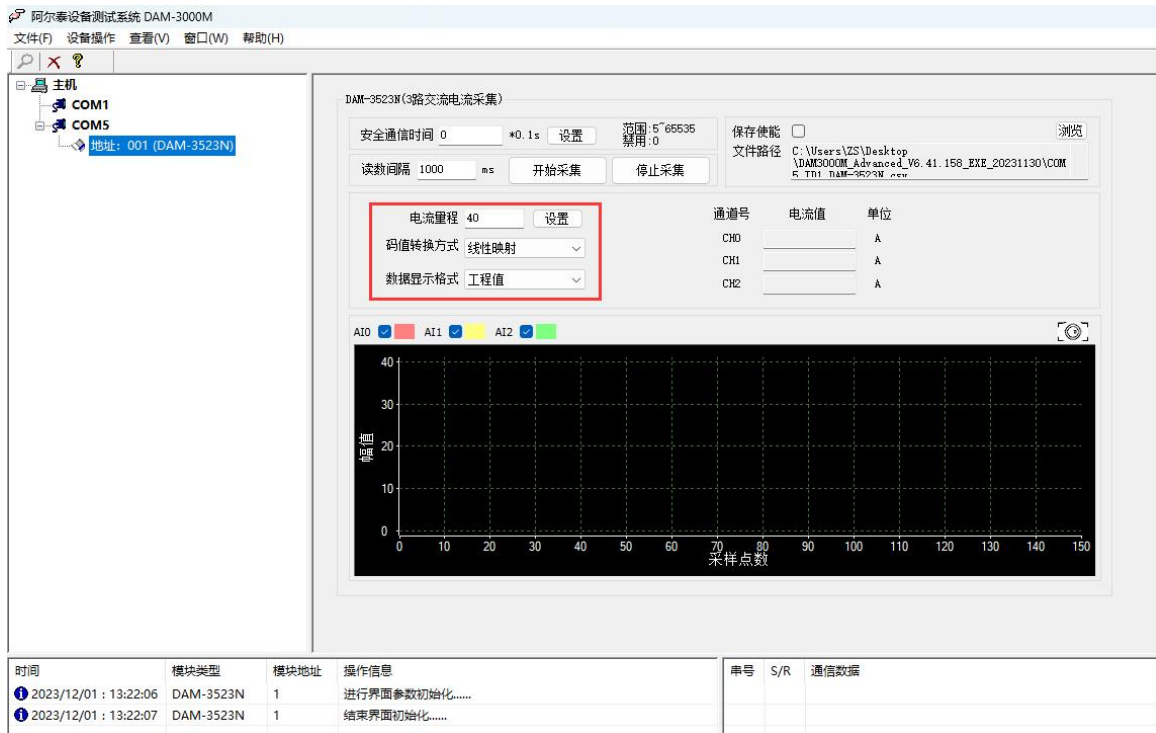 阿尔泰设备测试系统 DAM-3000M
文件(F) 设备操作 查看(V) 窗口(W) 帮助(H)
主机
COM1
COM5
地址：001 (DAM-3523N)
DAM-3523N(3路交流电流采集)
安全通信时间 0 *0.1s 设置 范围:5~65535
禁用:0
读数间隔 1000 ms 开始采集 停止采集
保存使能 浏览
文件路径 C:\Users\ZS\Desktop
\DAM3000M_Advanced_V6.41.158_EXE_20231130\COM
5_ID1_DAM-3523N.csv
电流量程 40 设置
码值转换方式 线性映射
数据显示格式 工程值
通道号 电流值 单位
CH0 A
CH1 A
CH2 A
AI0 AI1 AI2
40
30
20
10
0
幅值
0 10 20 30 40 50 60 70 80 90 100 110 120 130 140 150
采样点数
时间 模块类型 模块地址 操作信息
2023/12/01 : 13:22:06 DAM-3523N 1 进行界面参数初始化......
2023/12/01 : 13:22:07 DAM-3523N 1 结束界面初始化......
串号 S/R 通信数据